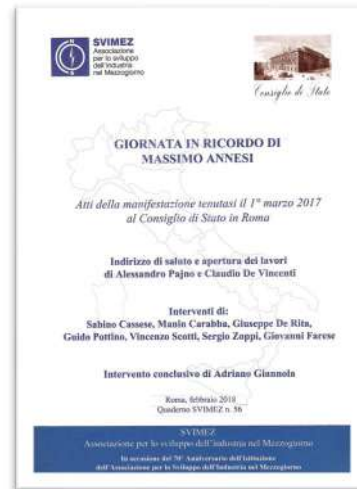 SVIMEZ
Associazione
per lo sviluppo
dell'industria
nel Mezzogiorno
Consiglio di Stato
GIORNATA IN RICORDO DI
MASSIMO ANNESI
Atti della manifestazione tenutasi il 1° marzo 2017
al Consiglio di Stato in Roma
Indirizzo di saluto e apertura dei lavori
di Alessandro Pajno e Claudio De Vincenti
Interventi di:
Sabino Cassese, Manin Carabba, Giuseppe De Rita,
Guido Pottino, Vincenzo Scotti, Sergio Zoppi, Giovanni Farese
Intervento conclusivo di Adriano Giannola
Roma, febbraio 2018
Quaderno SVIMEZ n. 56
SVIMEZ
Associazione per lo sviluppo dell'industria nel Mezzogiorno
In occasione del 70° Anniversario dell'istituzione
dell'Associazione per lo Sviluppo dell'Industria nel Mezzogiorno